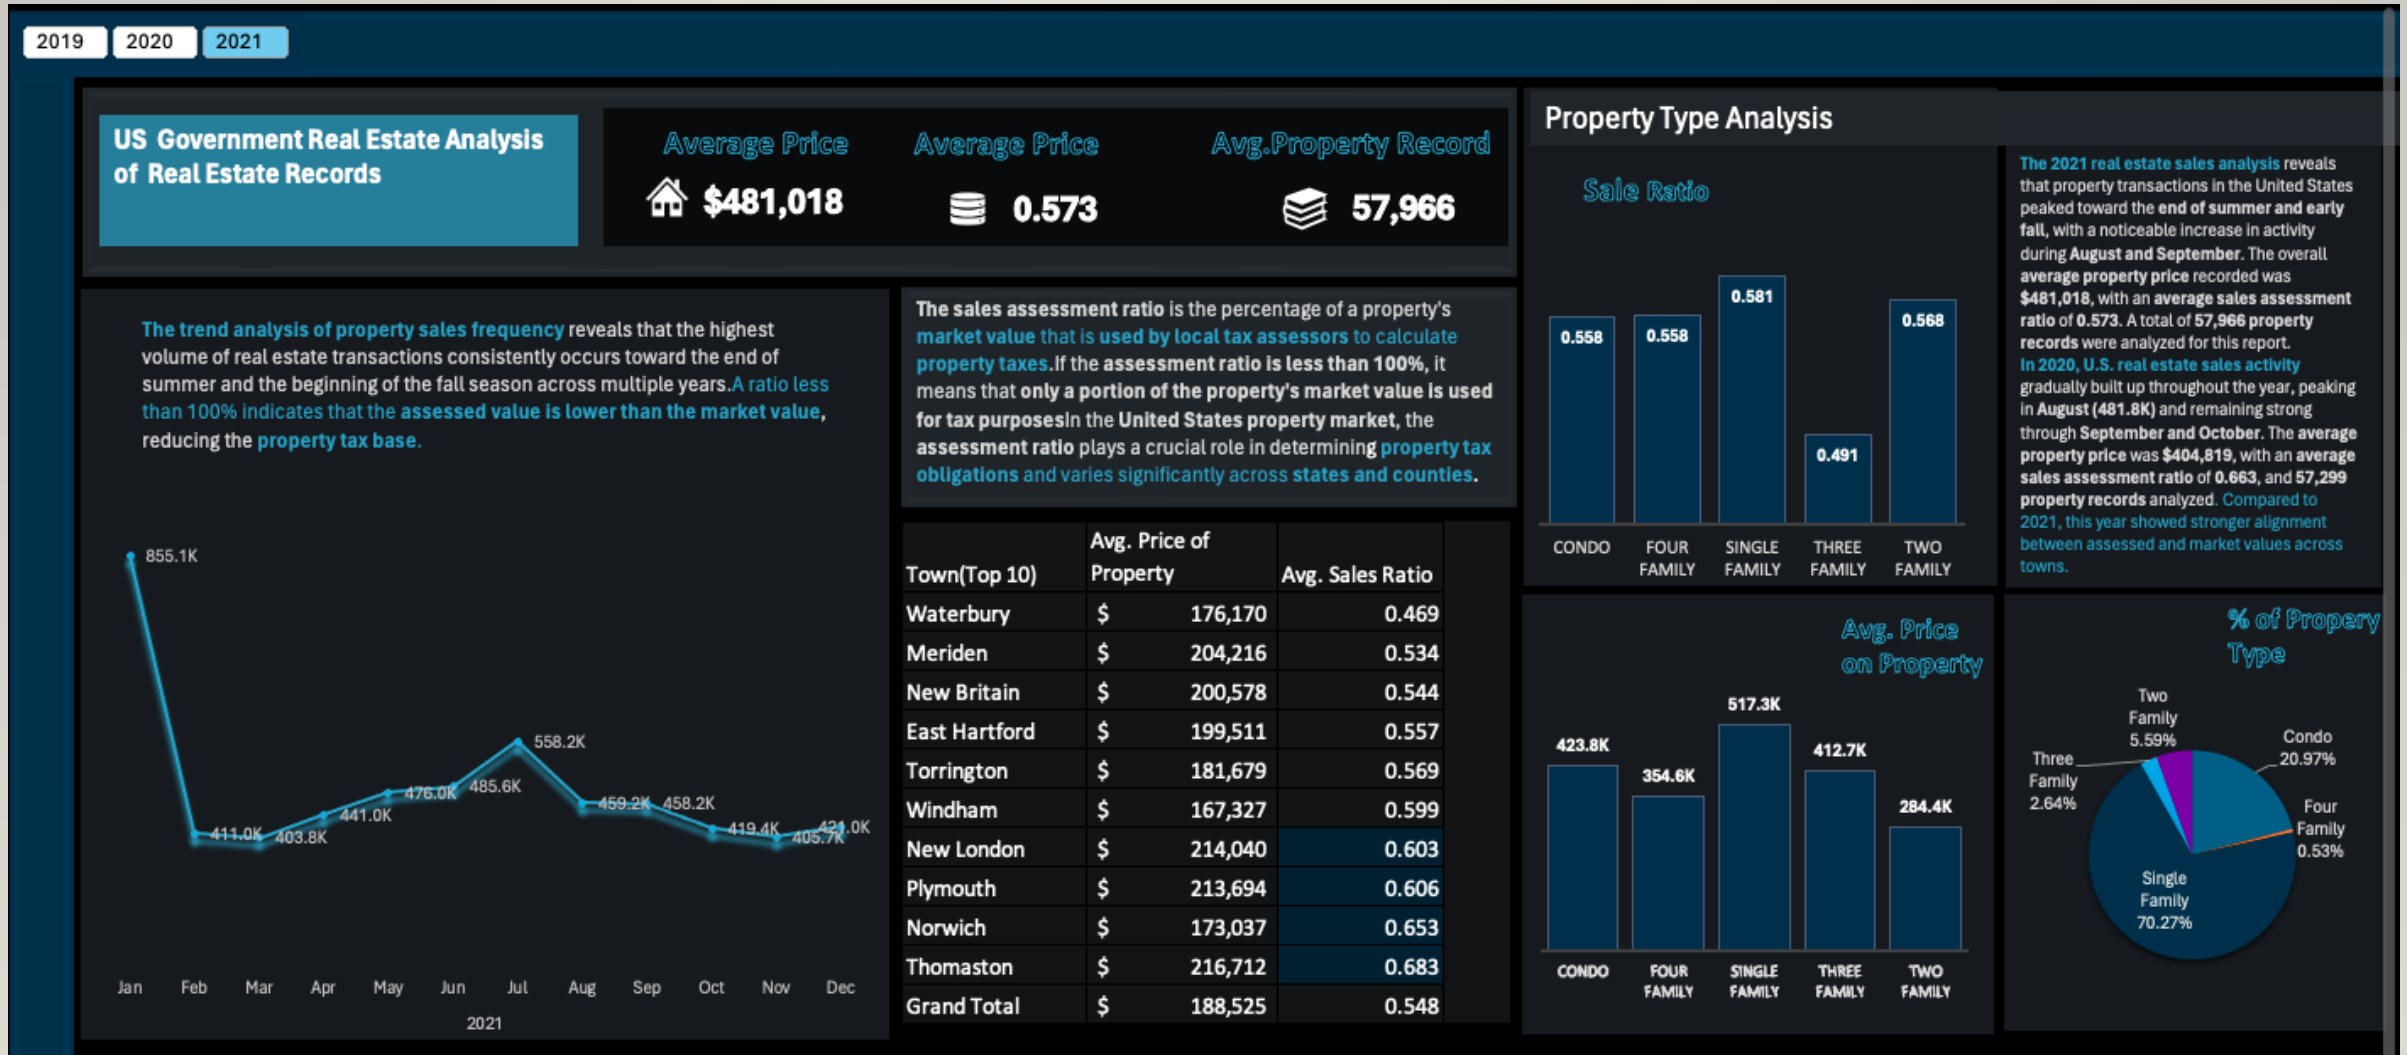 2019 2020 2021
US Government Real Estate Analysis
of Real Estate Records
Average Price
$481,018
Average Price
0.573
Avg.Property Record
57,966
The trend analysis of property sales frequency reveals that the highest
volume of real estate transactions consistently occurs toward the end of
summer and the beginning of the fall season across multiple years.A ratio less
than 100% indicates that the assessed value is lower than the market value,
reducing the property tax base.
855.1K
411.0K
403.8K
441.0K
476.0K
485.6K
558.2K
459.2K
458.2K
419.4K
405.7K
421.0K
Jan Feb Mar Apr May Jun Jul Aug Sep Oct Nov Dec
2021
The sales assessment ratio is the percentage of a property's
market value that is used by local tax assessors to calculate
property taxes.If the assessment ratio is less than 100%, it
means that only a portion of the property's market value is used
for tax purposesIn the United States property market, the
assessment ratio plays a crucial role in determining property tax
obligations and varies significantly across states and counties.
Town(Top 10) Avg. Price of Property Avg. Sales Ratio
Waterbury $ 176,170 0.469
Meriden $ 204,216 0.534
New Britain $ 200,578 0.544
East Hartford $ 199,511 0.557
Torrington $ 181,679 0.569
Windham $ 167,327 0.599
New London $ 214,040 0.603
Plymouth $ 213,694 0.606
Norwich $ 173,037 0.653
Thomaston $ 216,712 0.683
Grand Total $ 188,525 0.548
Property Type Analysis
Sale Ratio
0.558
0.558
0.581
0.491
0.568
CONDO
FOUR
FAMILY
SINGLE
FAMILY
THREE
FAMILY
TWO
FAMILY
The 2021 real estate sales analysis reveals
that property transactions in the United States
peaked toward the end of summer and early
fall, with a noticeable increase in activity
during August and September. The overall
average property price recorded was
$481,018, with an average sales assessment
ratio of 0.573. A total of 57,966 property
records were analyzed for this report.
In 2020, U.S. real estate sales activity
gradually built up throughout the year, peaking
in August (481.8K) and remaining strong
through September and October. The average
property price was $404,819, with an average
sales assessment ratio of 0.663, and 57,299
property records analyzed. Compared to
2021, this year showed stronger alignment
between assessed and market values across
towns.
Avg. Price
on Property
423.8K
354.6K
517.3K
412.7K
284.4K
CONDO
FOUR
FAMILY
SINGLE
FAMILY
THREE
FAMILY
TWO
FAMILY
% of Propery
Type
Two
Family
5.59%
Condo
20.97%
Three
Family
2.64%
Four
Family
0.53%
Single
Family
70.27%